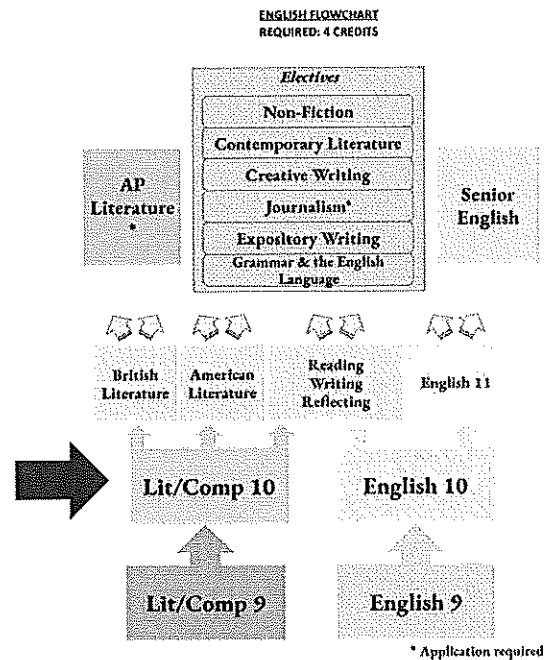 ENGLISH FLOWCHART
REQUIRED: 4 CREDITS
Electives
Non-Fiction
Contemporary Literature
Creative Writing
Journalism*
Expository Writing
Grammar & the English
Language
AP
Literature
*
Senior
English
British
Literature
American
Literature
Reading
Writing
Reflecting
English 11
Lit/Comp 10
English 10
Lit/Comp 9
English 9
* Application required